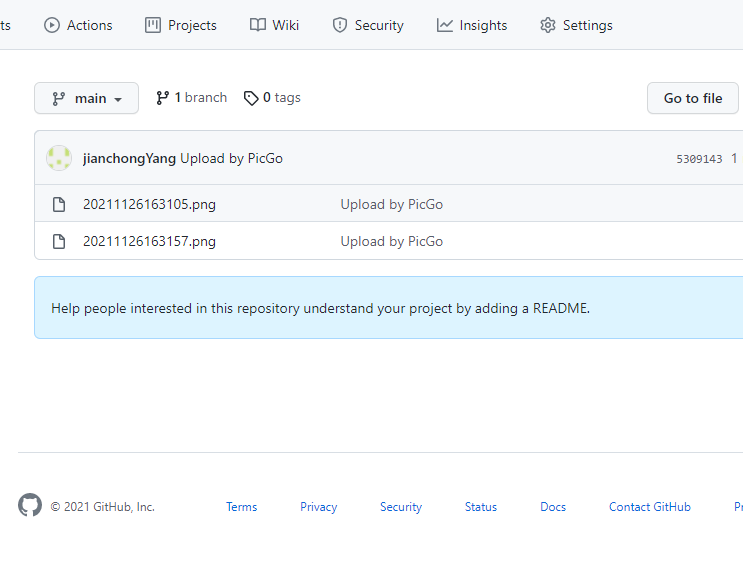 ts Actions Projects Wiki Security Insights Settings
main 1 branch 0 tags Go to file
jianchongYang Upload by PicGo 5309143 1
20211126163105.png Upload by PicGo
20211126163157.png Upload by PicGo
Help people interested in this repository understand your project by adding a README.
© 2021 GitHub, Inc. Terms Privacy Security Status Docs Contact GitHub Pr